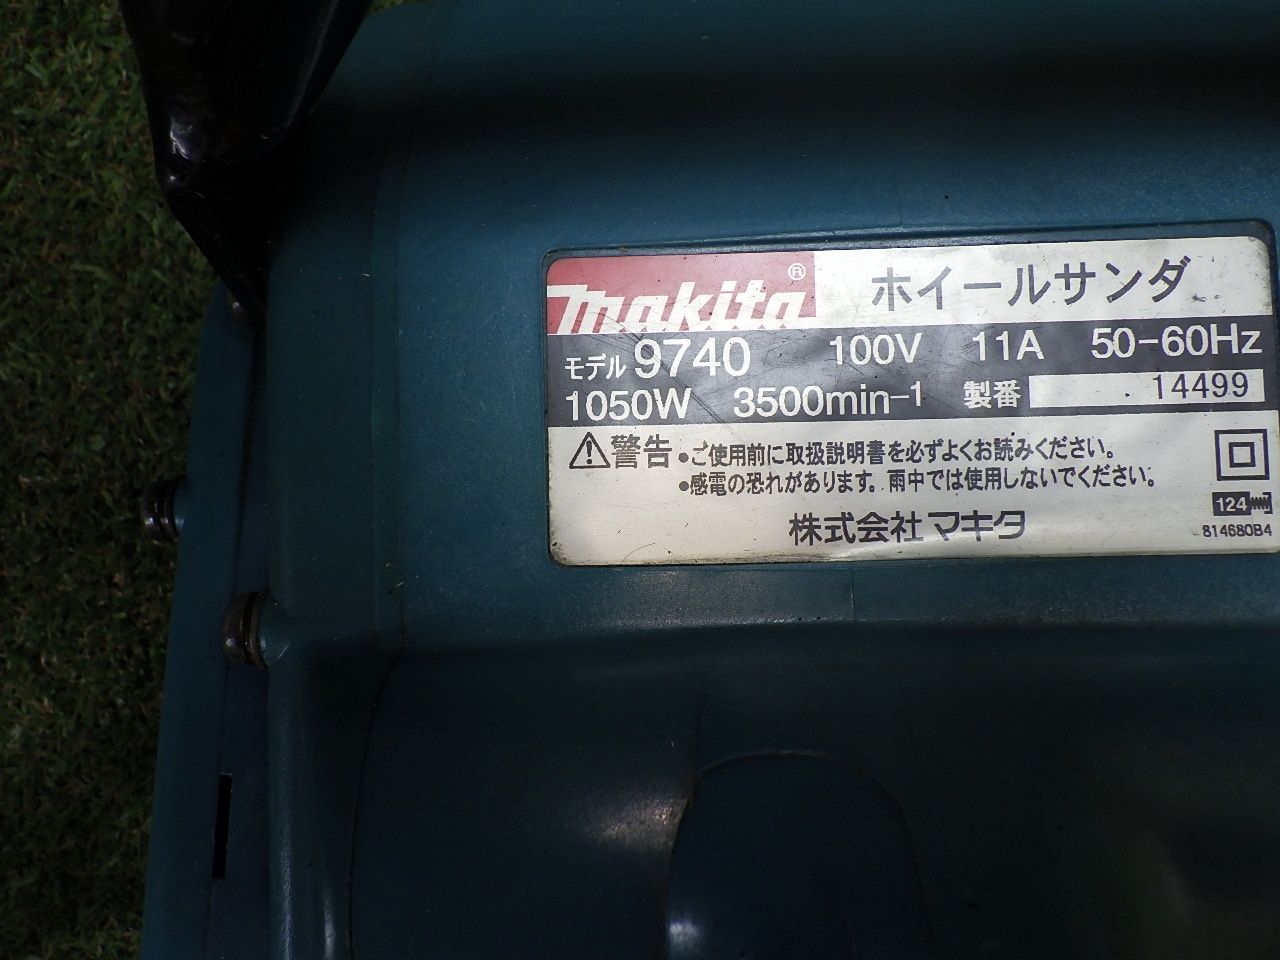 makita® ホイールサンダ
モデル 9740 100V 11A 50-60Hz
1050W 3500min-1 製番 14499
警告 •ご使用前に取扱説明書を必ずよくお読みください。
•感電の恐れがあります。雨中では使用しないでください。
124
株式会社マキタ
814680B4